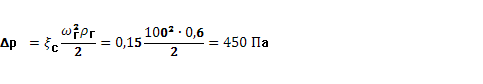 Δp = ξс ωг²ρг / 2 = 0,15 100² · 0,6 / 2 = 450 Па